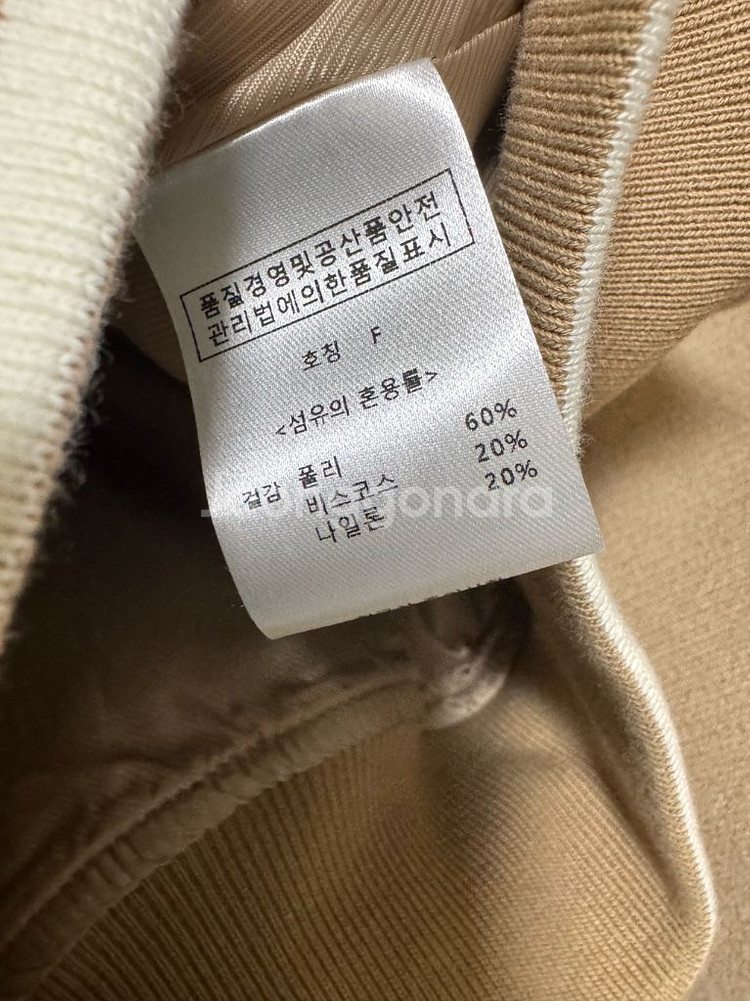 품질경영및공산품안전
관리법에의한품질표시
호칭 F
<섬유의 혼용률>
겉감 폴리 60%
비스코스 20%
나일론 20%
Joonggonara